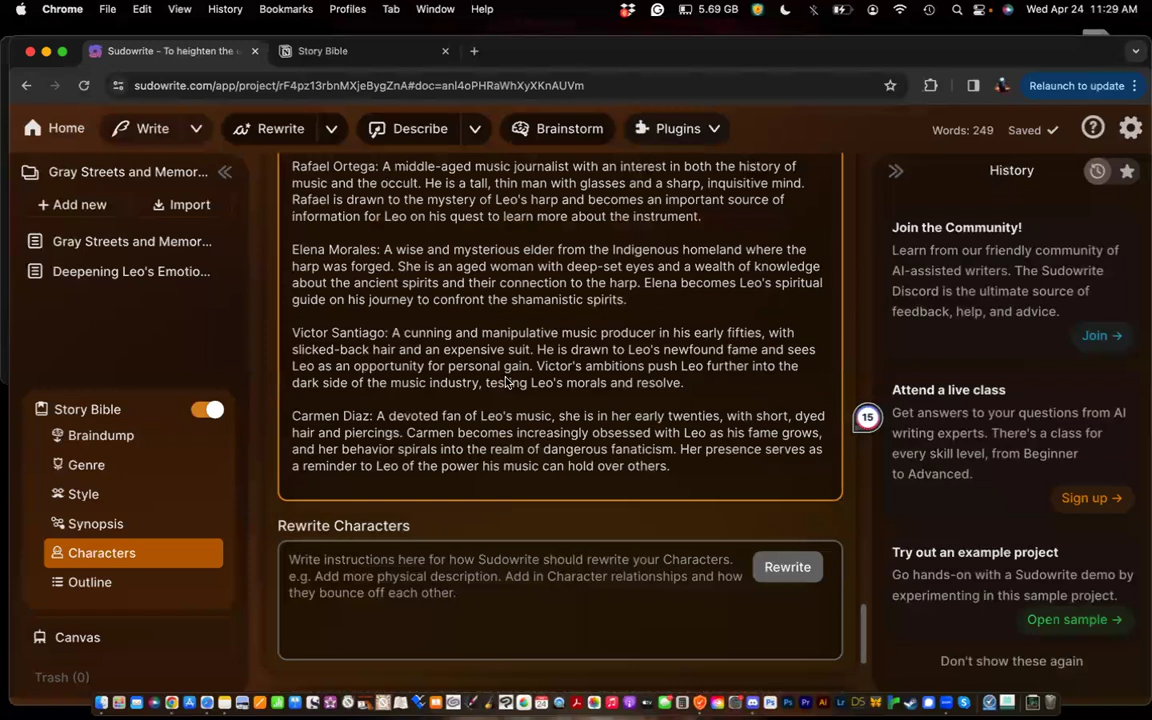 Chrome File Edit View History Bookmarks Profiles Tab Window Help 5.69 GB Wed Apr 24 11:29 AM
Sudowrite - To heighten the Story Bible
sudowrite.com/app/project/rF4pz13rbnMXjeBygZnA#doc=anI4oPHRaWhXyXKnAUVm Relaunch to update
Home Write Rewrite Describe Brainstorm Plugins Words: 249 Saved
Gray Streets and Memor...
Add new Import
Gray Streets and Memor...
Deepening Leo's Emotio...
Story Bible
Braindump
Genre
Style
Synopsis
Characters
Outline
Canvas
Trash (0)
Rafael Ortega: A middle-aged music journalist with an interest in both the history of
music and the occult. He is a tall, thin man with glasses and a sharp, inquisitive mind.
Rafael is drawn to the mystery of Leo's harp and becomes an important source of
information for Leo on his quest to learn more about the instrument.
Elena Morales: A wise and mysterious elder from the Indigenous homeland where the
harp was forged. She is an aged woman with deep-set eyes and a wealth of knowledge
about the ancient spirits and their connection to the harp. Elena becomes Leo's spiritual
guide on his journey to confront the shamanistic spirits.
Victor Santiago: A cunning and manipulative music producer in his early fifties, with
slicked-back hair and an expensive suit. He is drawn to Leo's newfound fame and sees
Leo as an opportunity for personal gain. Victor's ambitions push Leo further into the
dark side of the music industry, testing Leo's morals and resolve.
Carmen Diaz: A devoted fan of Leo's music, she is in her early twenties, with short, dyed
hair and piercings. Carmen becomes increasingly obsessed with Leo as his fame grows,
and her behavior spirals into the realm of dangerous fanaticism. Her presence serves as
a reminder to Leo of the power his music can hold over others.
Rewrite Characters
Write instructions here for how Sudowrite should rewrite your Characters.
e.g. Add more physical description. Add in Character relationships and how
they bounce off each other.
Rewrite
15
History
Join the Community!
Learn from our friendly community
of AI-assisted writers. The Sudowrite
Discord is the ultimate source of
feedback, help, and advice.
Join →
Attend a live class
Get answers to your questions from AI
writing experts. There's a class for
every skill level, from Beginner
to Advanced.
Sign up →
Try out an example project
Go hands-on with a Sudowrite demo by
experimenting in this sample project.
Open sample →
Don't show these again